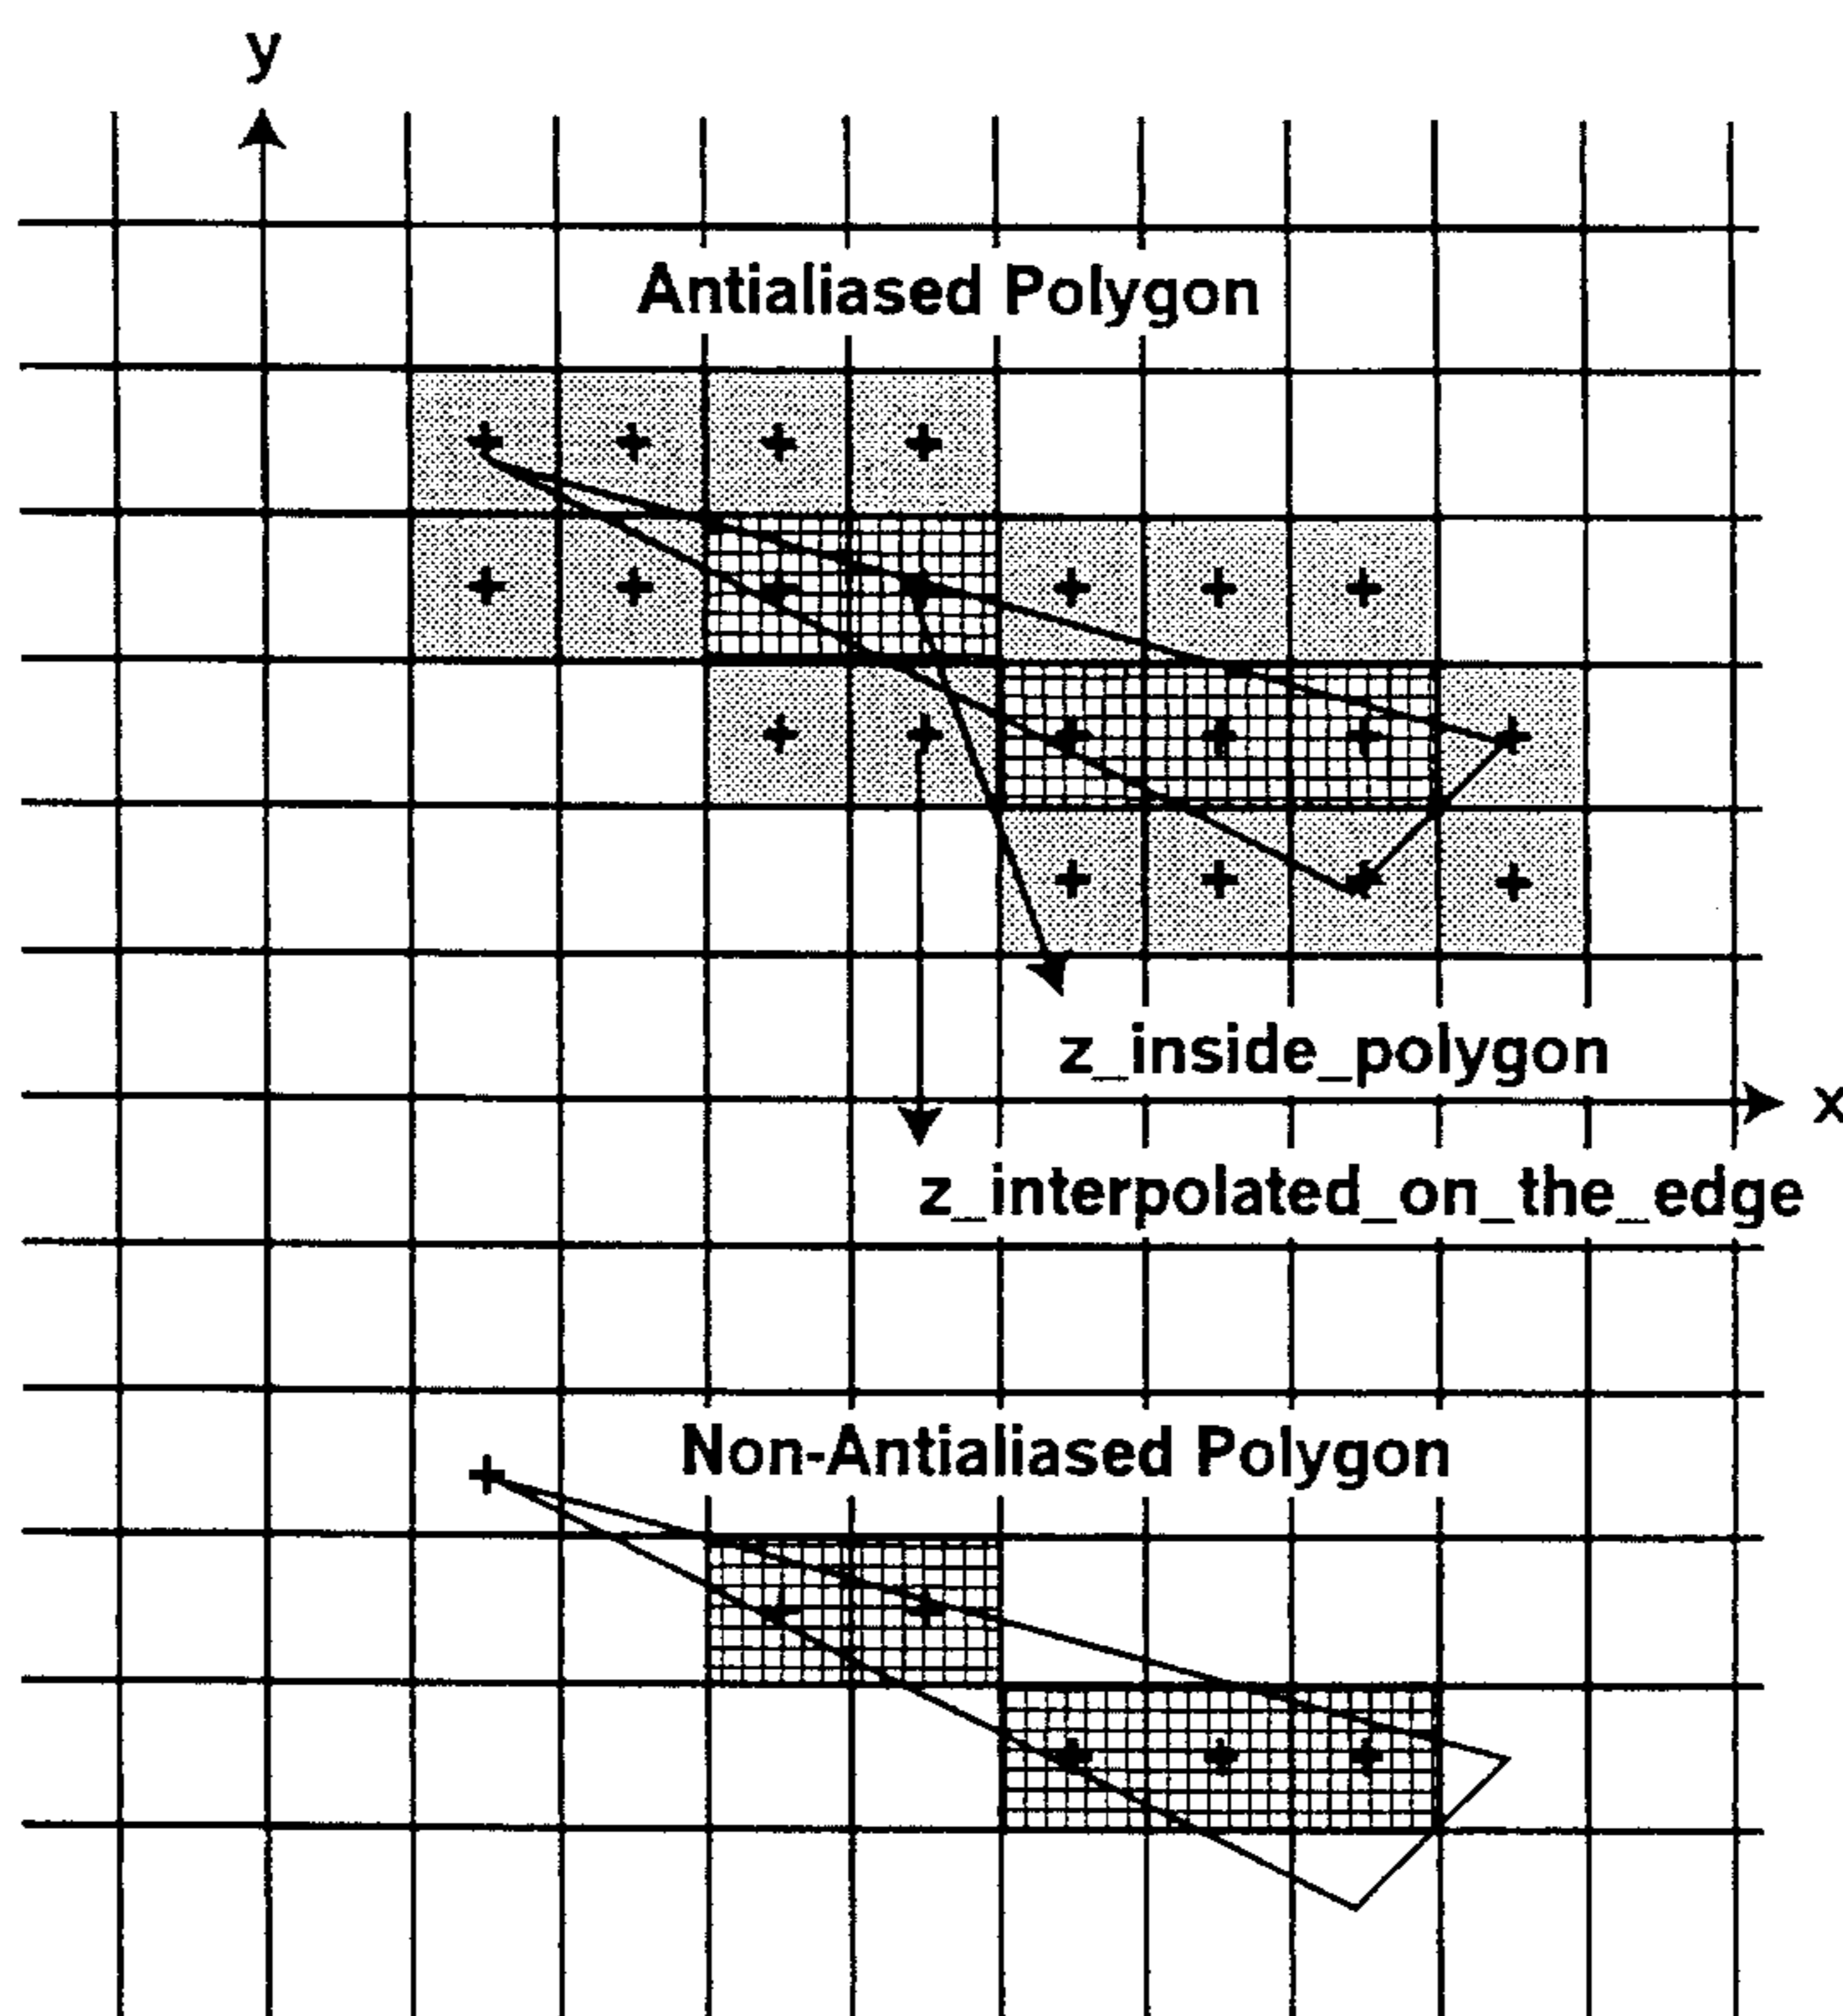 y
Antialiased Polygon
z_inside_polygon
x
z_interpolated_on_the_edge
Non-Antialiased Polygon